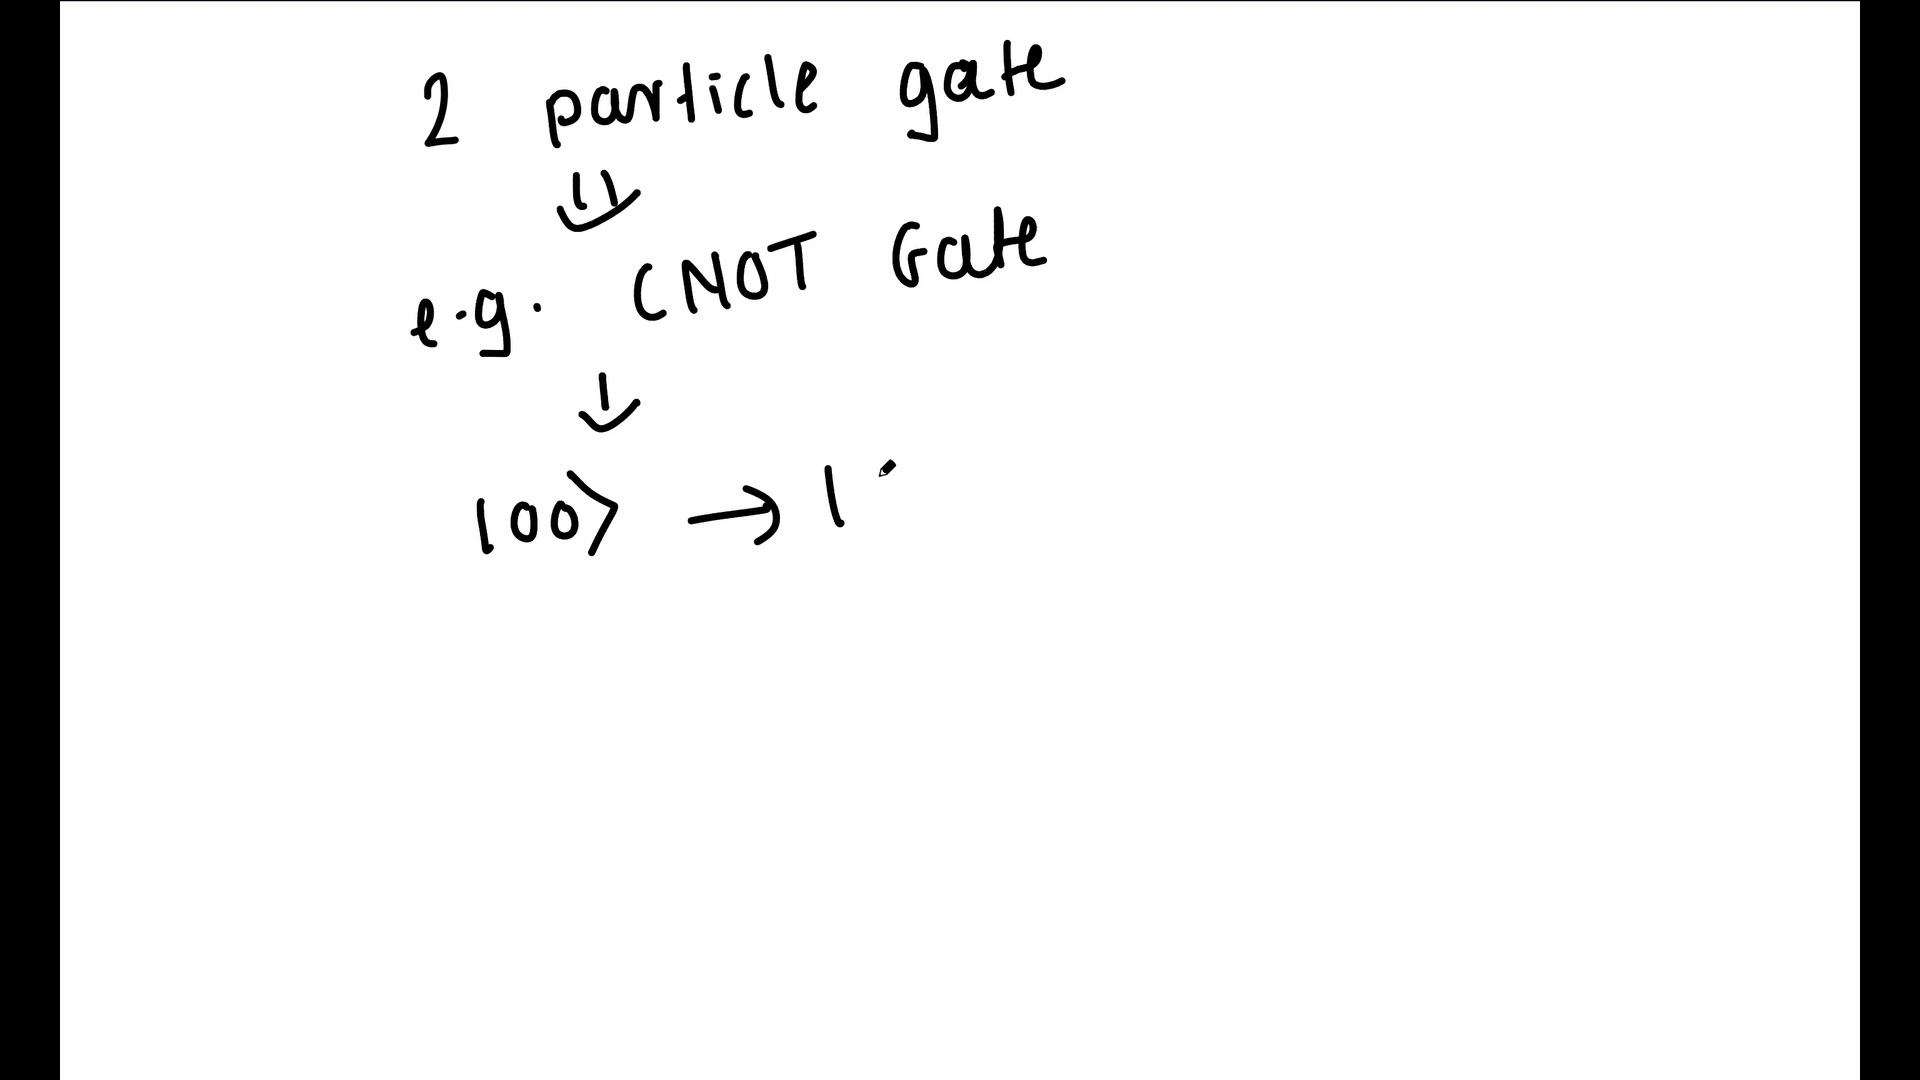 2 particle gate
⇓
e.g. CNOT Gate
↓
|00⟩ → |